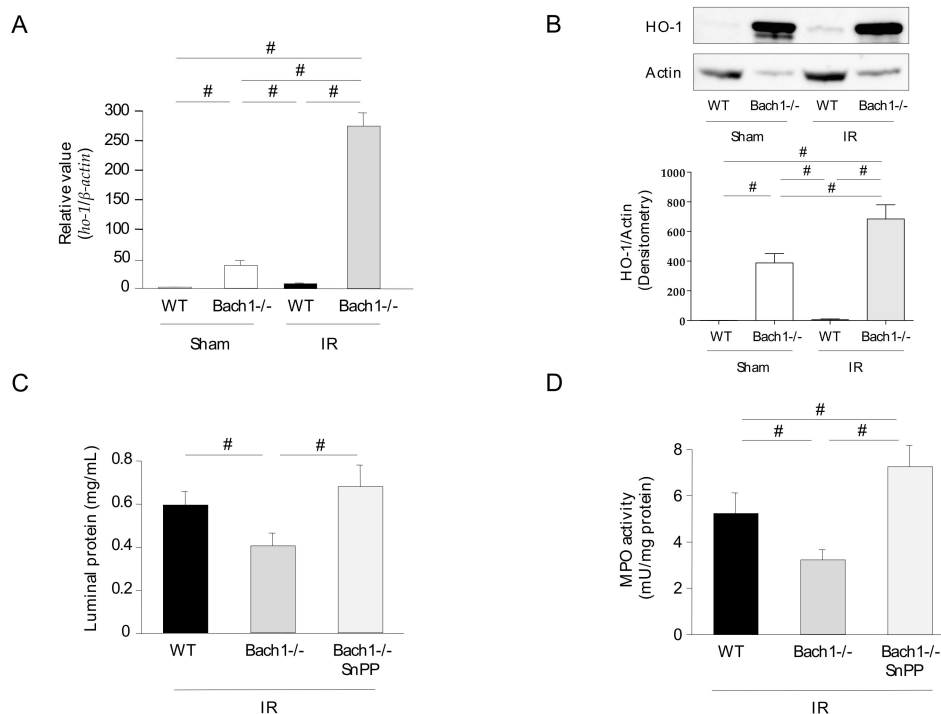 A
#
#
# # #
Relative value
(ho-1/β-actin)
300
250
200
150
100
50
0
WT Bach1-/- WT Bach1-/-
Sham IR
B
HO-1
Actin
WT Bach1-/- WT Bach1-/-
Sham IR
#
# #
# #
HO-1/Actin
(Densitometry)
1000
800
600
400
200
0
WT Bach1-/- WT Bach1-/-
Sham IR
C
# #
Luminal protein (mg/mL)
0.8
0.6
0.4
0.2
0
WT Bach1-/- Bach1-/-
SnPP
IR
D
#
# #
MPO activity
(mU/mg protein)
8
6
4
2
0
WT Bach1-/- Bach1-/-
SnPP
IR